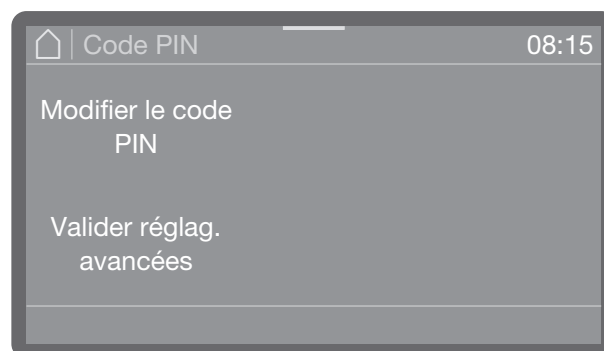 Code PIN 08:15
Modifier le code
PIN
Valider réglag.
avancées